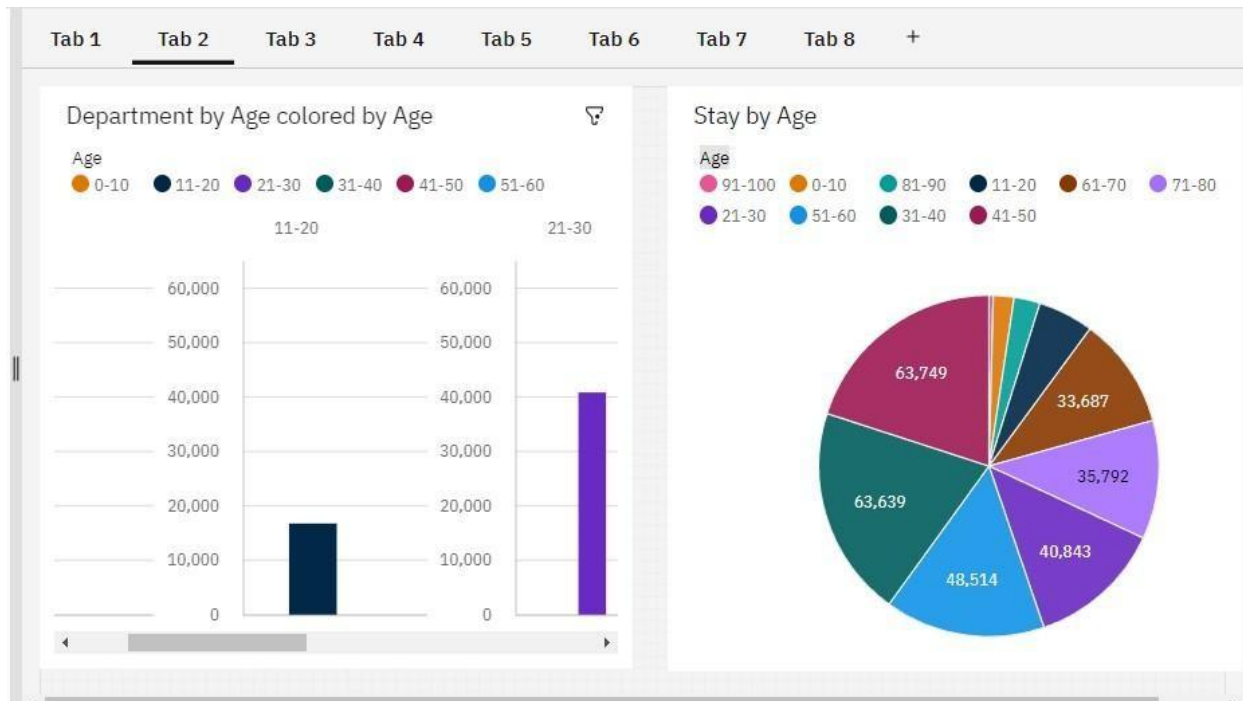 Tab 1 Tab 2 Tab 3 Tab 4 Tab 5 Tab 6 Tab 7 Tab 8 +
Department by Age colored by Age
Age
0-10 11-20 21-30 31-40 41-50 51-60
11-20 21-30
60,000 60,000
50,000 50,000
40,000 40,000
30,000 30,000
20,000 20,000
10,000 10,000
0 0
Stay by Age
Age
91-100 0-10 81-90 11-20 61-70 71-80
21-30 51-60 31-40 41-50
63,749
33,687
35,792
63,639
40,843
48,514